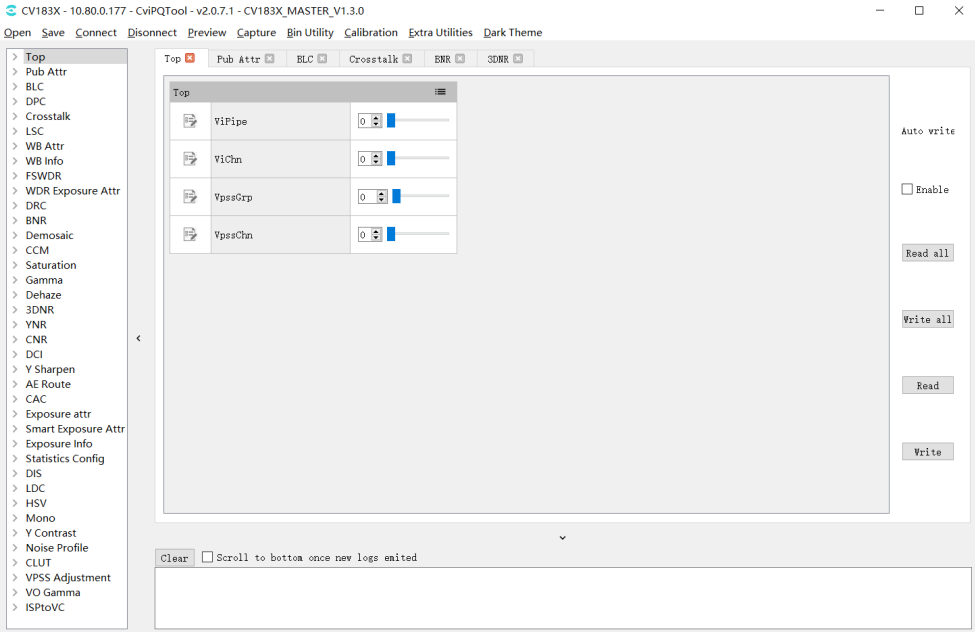 CV183X - 10.80.0.177 - CviPQTool - v2.0.7.1 - CV183X_MASTER_V1.3.0
Open Save Connect Disconnect Preview Capture Bin Utility Calibration Extra Utilities Dark Theme
Top
Pub Attr
BLC
DPC
Crosstalk
LSC
WB Attr
WB Info
FSWDR
WDR Exposure Attr
DRC
BNR
Demosaic
CCM
Saturation
Gamma
Dehaze
3DNR
YNR
CNR
DCI
Y Sharpen
AE Route
CAC
Exposure attr
Smart Exposure Attr
Exposure Info
Statistics Config
DIS
LDC
HSV
Mono
Y Contrast
Noise Profile
CLUT
VPSS Adjustment
VO Gamma
ISPtoVC
Top Pub Attr BLC Crosstalk BNR 3DNR
Top
ViPipe 0
ViChn 0
VpssGrp 0
VpssChn 0
Auto write
Enable
Read all
Write all
Read
Write
Clear Scroll to bottom once new logs emited